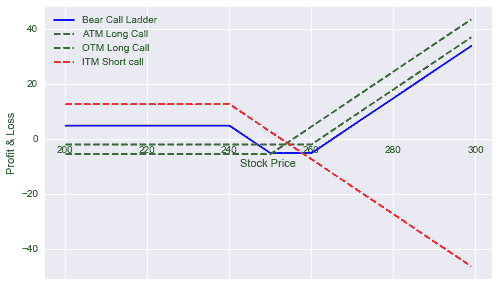 Bear Call Ladder
ATM Long Call
OTM Long Call
ITM Short call
40
20
0
−20
−40
200
220
240
260
280
300
Stock Price
Profit & Loss